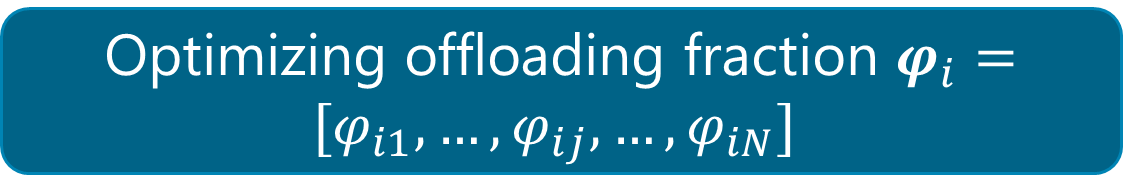 Optimizing offloading fraction 𝝋𝑖 =
[𝜑𝑖1, … , 𝜑𝑖𝑗, … , 𝜑𝑖𝑁]